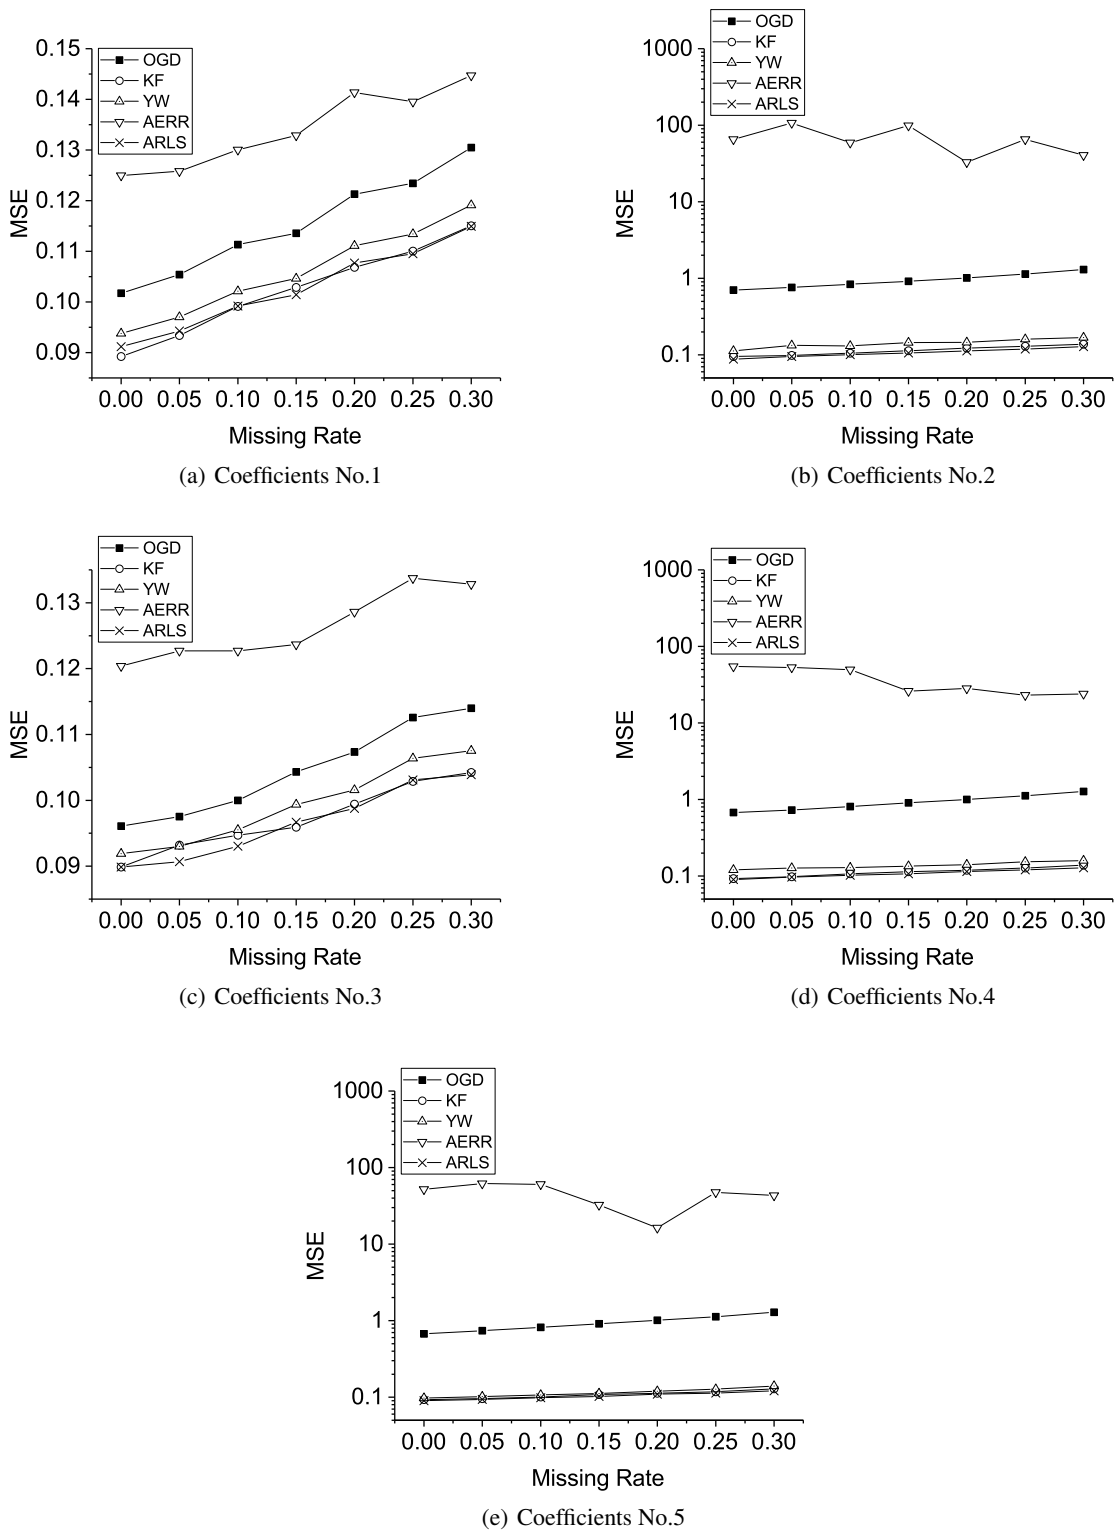 0.15
0.14
0.13
0.12
0.11
0.10
0.09
MSE
OGD
KF
YW
AERR
ARLS
0.00 0.05 0.10 0.15 0.20 0.25 0.30
Missing Rate
(a) Coefficients No.1
1000
100
10
1
0.1
MSE
OGD
KF
YW
AERR
ARLS
0.00 0.05 0.10 0.15 0.20 0.25 0.30
Missing Rate
(b) Coefficients No.2
0.13
0.12
0.11
0.10
0.09
MSE
OGD
KF
YW
AERR
ARLS
0.00 0.05 0.10 0.15 0.20 0.25 0.30
Missing Rate
(c) Coefficients No.3
1000
100
10
1
0.1
MSE
OGD
KF
YW
AERR
ARLS
0.00 0.05 0.10 0.15 0.20 0.25 0.30
Missing Rate
(d) Coefficients No.4
1000
100
10
1
0.1
MSE
OGD
KF
YW
AERR
ARLS
0.00 0.05 0.10 0.15 0.20 0.25 0.30
Missing Rate
(e) Coefficients No.5